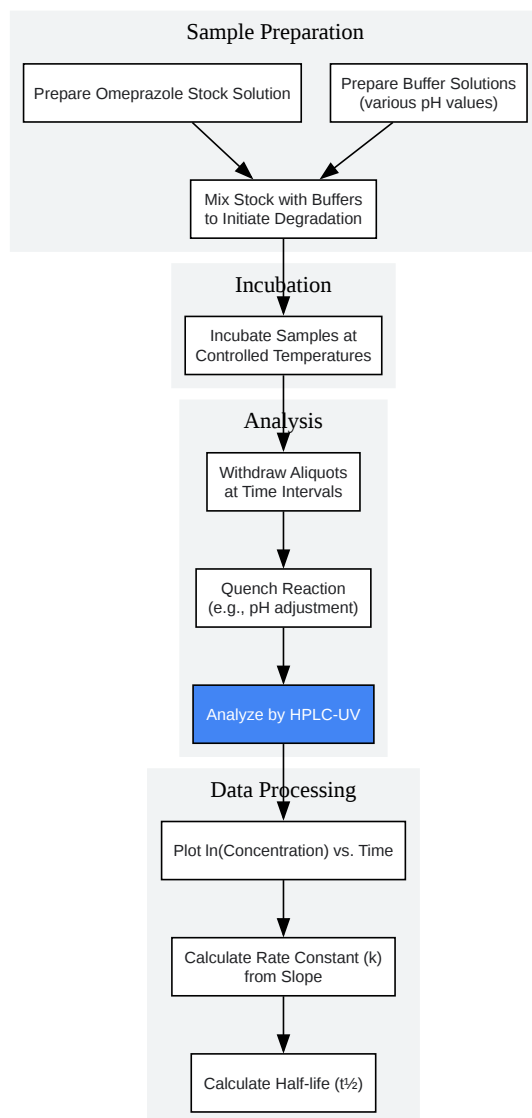 Sample Preparation
Prepare Omeprazole Stock Solution
Prepare Buffer Solutions
(various pH values)
Mix Stock with Buffers
to Initiate Degradation
Incubation
Incubate Samples at
Controlled Temperatures
Analysis
Withdraw Aliquots
at Time Intervals
Quench Reaction
(e.g., pH adjustment)
Analyze by HPLC-UV
Data Processing
Plot ln(Concentration) vs. Time
Calculate Rate Constant (k)
from Slope
Calculate Half-life (t½)